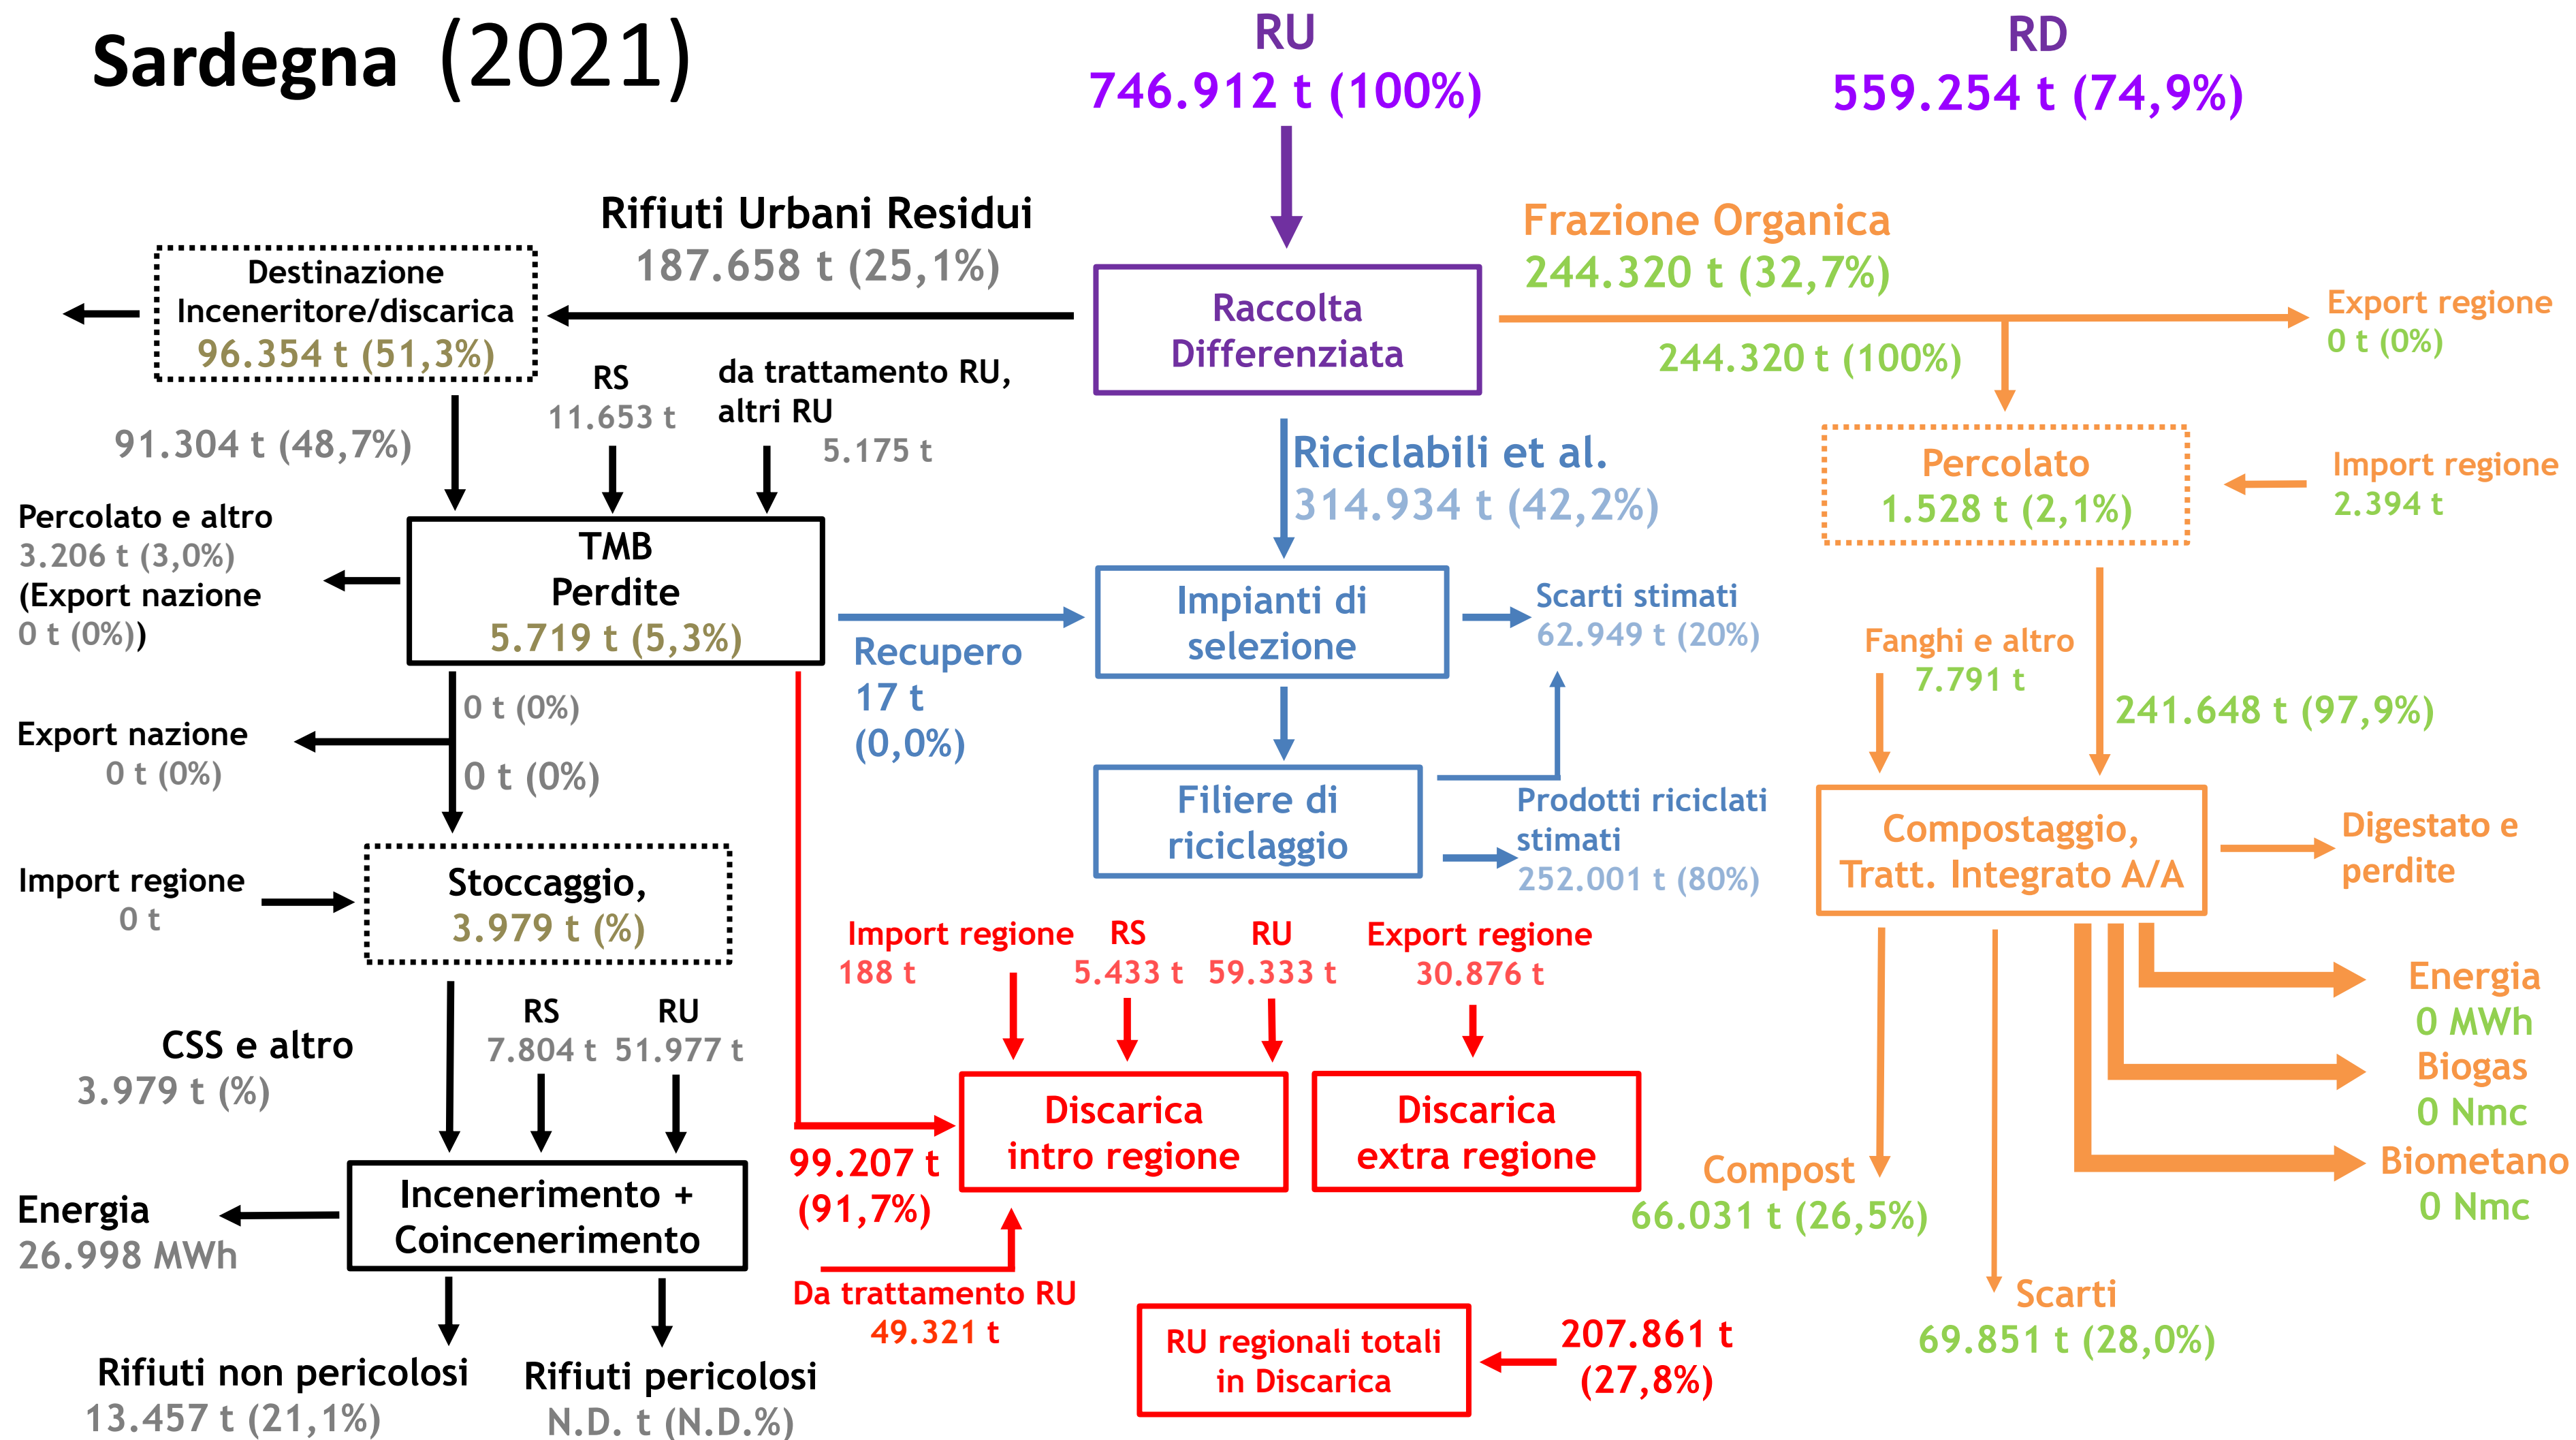 Sardegna (2021)
RU
746.912 t (100%)
RD
559.254 t (74,9%)
Rifiuti Urbani Residui
187.658 t (25,1%)
Destinazione
Inceneritore/discarica
96.354 t (51,3%)
Raccolta
Differenziata
Frazione Organica
244.320 t (32,7%)
244.320 t (100%)
Export regione
0 t (0%)
91.304 t (48,7%)
RS
11.653 t
da trattamento RU,
altri RU
5.175 t
Riciclabili et al.
314.934 t (42,2%)
Percolato
1.528 t (2,1%)
Import regione
2.394 t
Percolato e altro
3.206 t (3,0%)
(Export nazione
0 t (0%))
TMB
Perdite
5.719 t (5,3%)
Recupero
17 t
(0,0%)
Impianti di
selezione
Scarti stimati
62.949 t (20%)
Fanghi e altro
7.791 t
241.648 t (97,9%)
0 t (0%)
Export nazione
0 t (0%)
0 t (0%)
Filiere di
riciclaggio
Prodotti riciclati
stimati
252.001 t (80%)
Compostaggio,
Tratt. Integrato A/A
Digestato e
perdite
Import regione
0 t
Stoccaggio,
3.979 t (%)
Import regione
188 t
RS
5.433 t
RU
59.333 t
Export regione
30.876 t
Energia
0 MWh
Biogas
0 Nmc
Biometano
0 Nmc
CSS e altro
3.979 t (%)
RS
7.804 t
RU
51.977 t
Discarica
intro regione
Discarica
extra regione
99.207 t
(91,7%)
Compost
66.031 t (26,5%)
Energia
26.998 MWh
Incenerimento +
Coincenerimento
Da trattamento RU
49.321 t
Scarti
69.851 t (28,0%)
RU regionali totali
in Discarica
207.861 t
(27,8%)
Rifiuti non pericolosi
13.457 t (21,1%)
Rifiuti pericolosi
N.D. t (N.D.%)